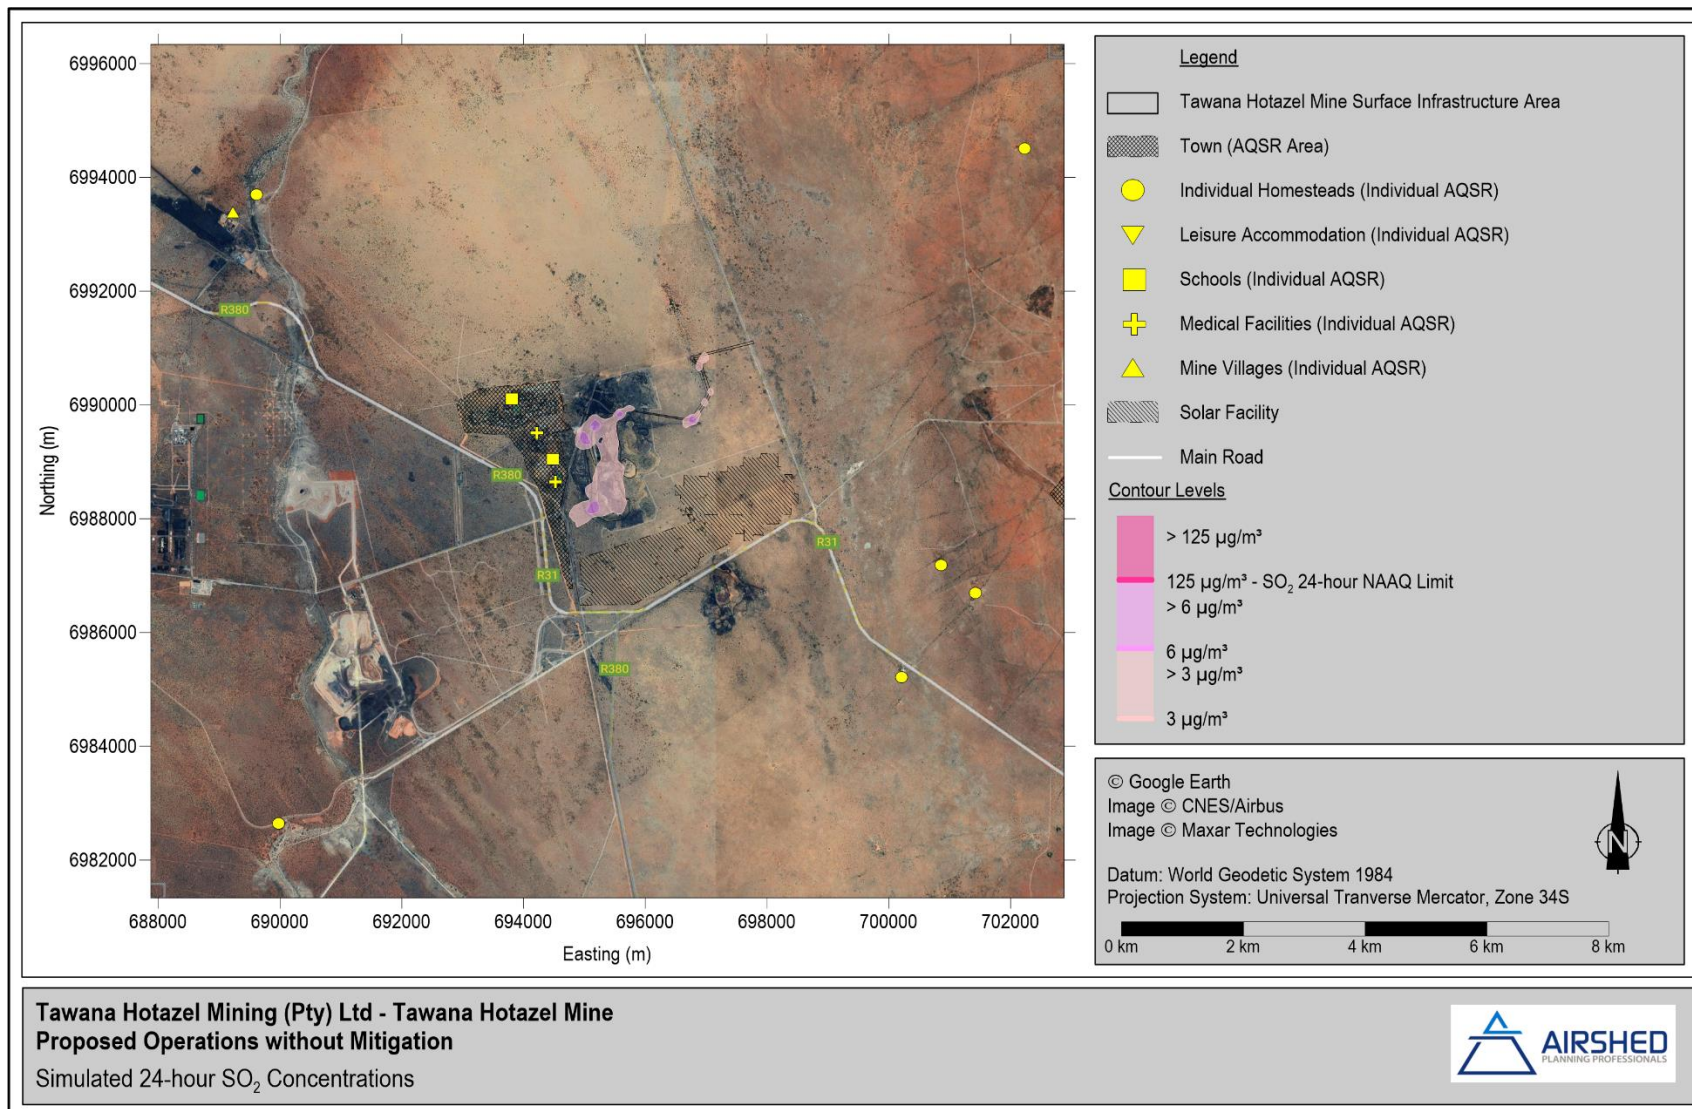 6996000
6994000
6992000
6990000
6988000
6986000
6984000
6982000
Northing (m)
688000
690000
692000
694000
696000
698000
700000
702000
Easting (m)
R380
R380
R31
R31
R380
Legend
Tawana Hotazel Mine Surface Infrastructure Area
Town (AQSR Area)
Individual Homesteads (Individual AQSR)
Leisure Accommodation (Individual AQSR)
Schools (Individual AQSR)
Medical Facilities (Individual AQSR)
Mine Villages (Individual AQSR)
Solar Facility
Main Road
Contour Levels
> 125 µg/m³
125 µg/m³ - SO₂ 24-hour NAAQ Limit
> 6 µg/m³
6 µg/m³
> 3 µg/m³
3 µg/m³
© Google Earth
Image © CNES/Airbus
Image © Maxar Technologies
N
Datum: World Geodetic System 1984
Projection System: Universal Tranverse Mercator, Zone 34S
0 km 2 km 4 km 6 km 8 km
Tawana Hotazel Mining (Pty) Ltd - Tawana Hotazel Mine
Proposed Operations without Mitigation
Simulated 24-hour SO₂ Concentrations
AIRSHED
PLANNING PROFESSIONALS